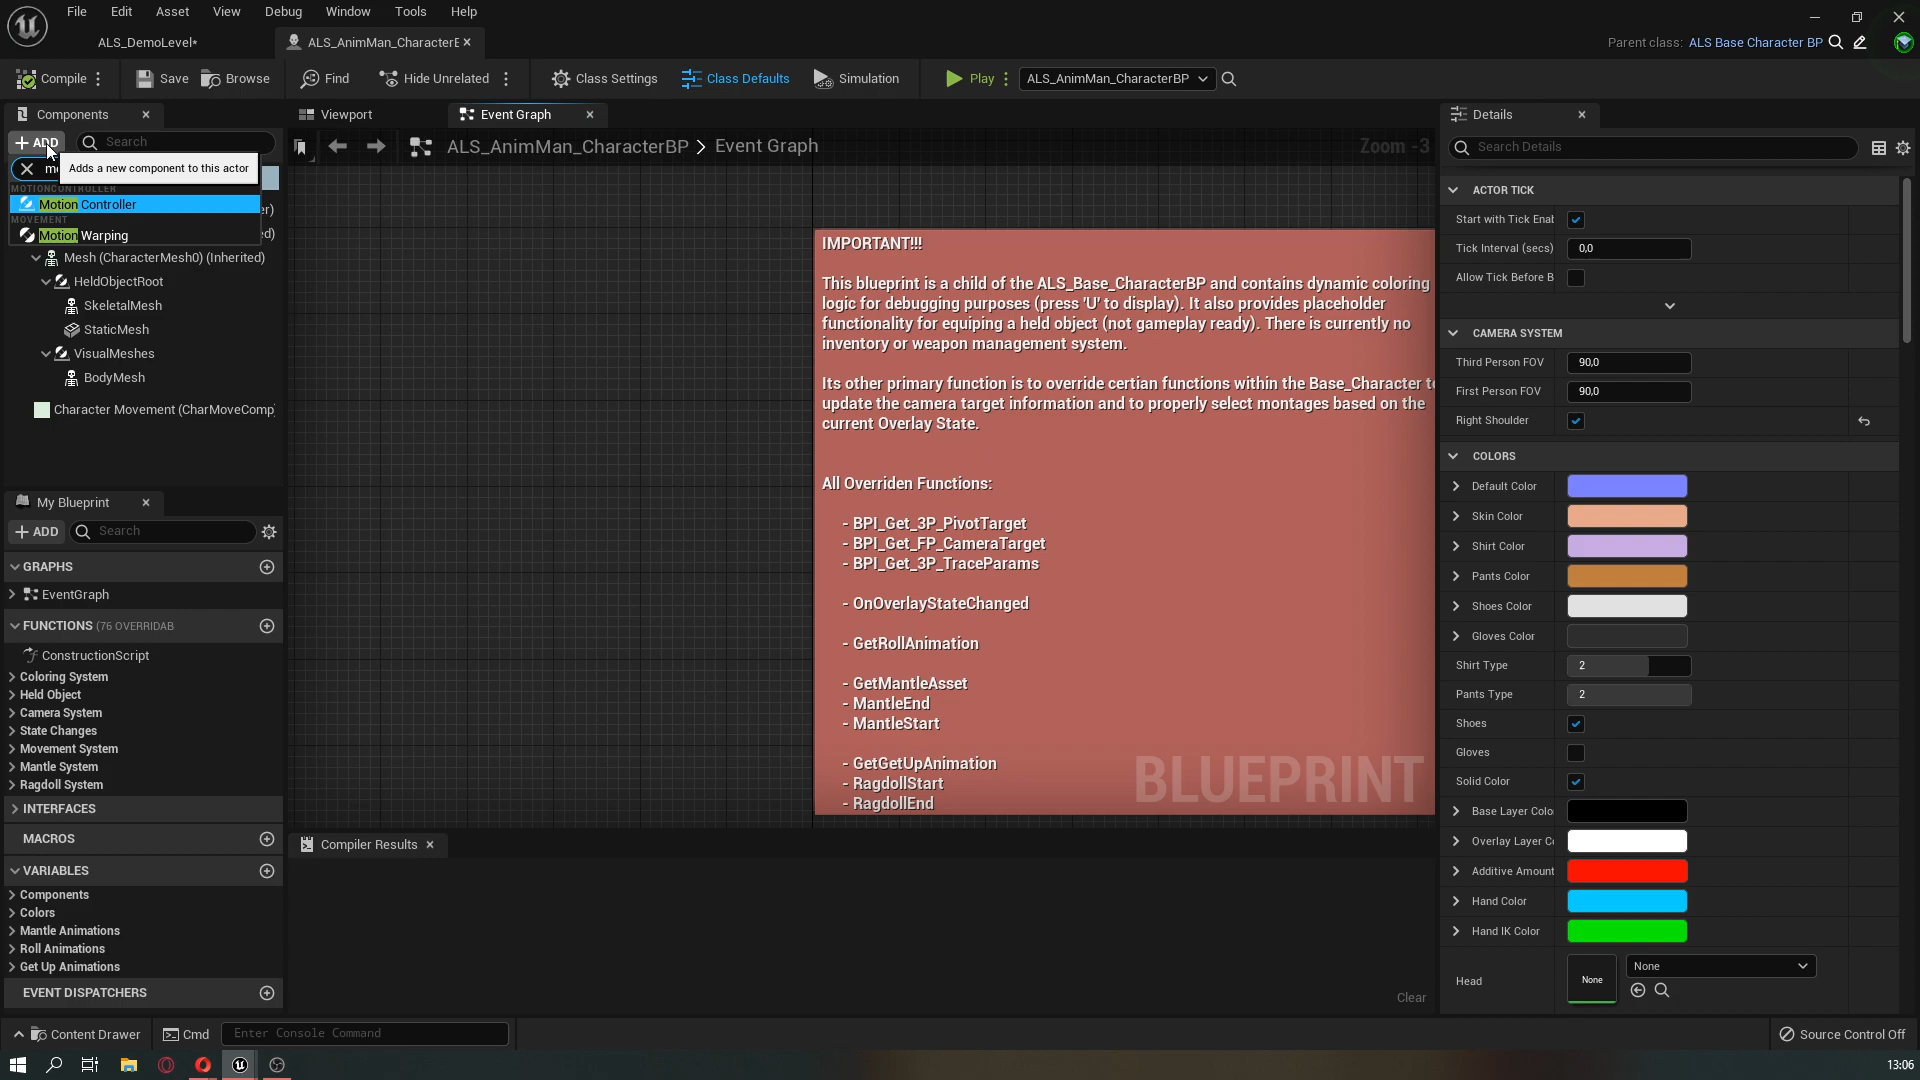 File Edit Asset View Debug Window Tools Help
ALS_DemoLevel*
ALS_AnimMan_CharacterE
Parent class: ALS Base Character BP
Compile
Save
Browse
Find
Hide Unrelated
Class Settings
Class Defaults
Simulation
Play
ALS_AnimMan_CharacterBP
Components
ADD
Search
Adds a new component to this actor
MOTIONCONTROLLER
Motion Controller
MOVEMENT
Motion Warping
Mesh (CharacterMesh0) (Inherited)
HeldObjectRoot
SkeletalMesh
StaticMesh
VisualMeshes
BodyMesh
Character Movement (CharMoveComp)
My Blueprint
ADD
Search
GRAPHS
EventGraph
FUNCTIONS (76 OVERRIDAB
ConstructionScript
Coloring System
Held Object
Camera System
State Changes
Movement System
Mantle System
Ragdoll System
INTERFACES
MACROS
VARIABLES
Components
Colors
Mantle Animations
Roll Animations
Get Up Animations
EVENT DISPATCHERS
Viewport
Event Graph
ALS_AnimMan_CharacterBP > Event Graph
Zoom -3
IMPORTANT!!!
This blueprint is a child of the ALS_Base_CharacterBP and contains dynamic coloring
logic for debugging purposes (press 'U' to display). It also provides placeholder
functionality for equiping a held object (not gameplay ready). There is currently no
inventory or weapon management system.
Its other primary function is to override certian functions within the Base_Character to
update the camera target information and to properly select montages based on the
current Overlay State.
All Overriden Functions:
- BPI_Get_3P_PivotTarget
- BPI_Get_FP_CameraTarget
- BPI_Get_3P_TraceParams
- OnOverlayStateChanged
- GetRollAnimation
- GetMantleAsset
- MantleEnd
- MantleStart
- GetGetUpAnimation
- RagdollStart
- RagdollEnd
BLUEPRINT
Compiler Results
Clear
Details
Search Details
ACTOR TICK
Start with Tick Enab
Tick Interval (secs) 0,0
Allow Tick Before B
CAMERA SYSTEM
Third Person FOV 90,0
First Person FOV 90,0
Right Shoulder
COLORS
Default Color
Skin Color
Shirt Color
Pants Color
Shoes Color
Gloves Color
Shirt Type 2
Pants Type 2
Shoes
Gloves
Solid Color
Base Layer Colo
Overlay Layer Co
Additive Amount
Hand Color
Hand IK Color
Head None None
Content Drawer
Cmd
Enter Console Command
Source Control Off
13:06